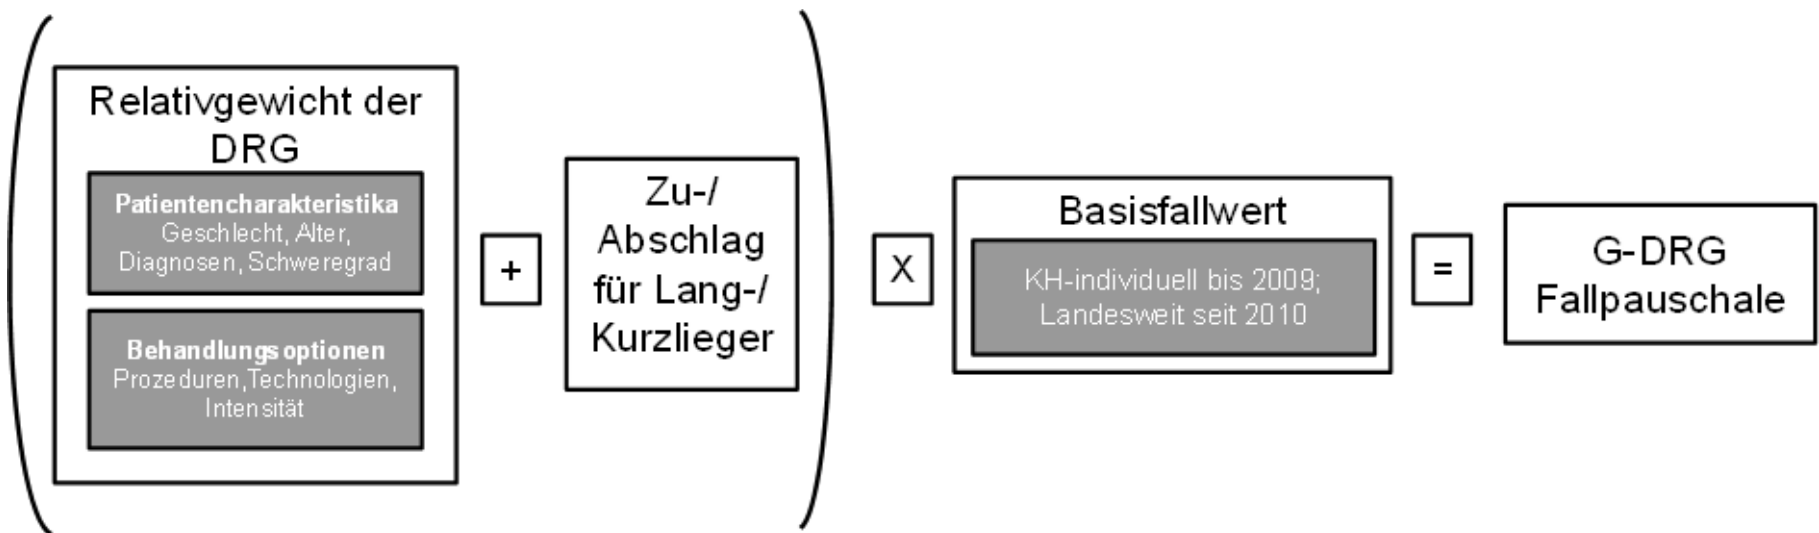 Relativgewicht der
DRG
Patientencharakteristika
Geschlecht, Alter,
Diagnosen, Schweregrad
Behandlungsoptionen
Prozeduren,Technologien,
Intensität
+
Zu-/
Abschlag
für Lang-/
Kurzlieger
X
Basisfallwert
KH-individuell bis 2009;
Landesweit seit 2010
=
G-DRG
Fallpauschale